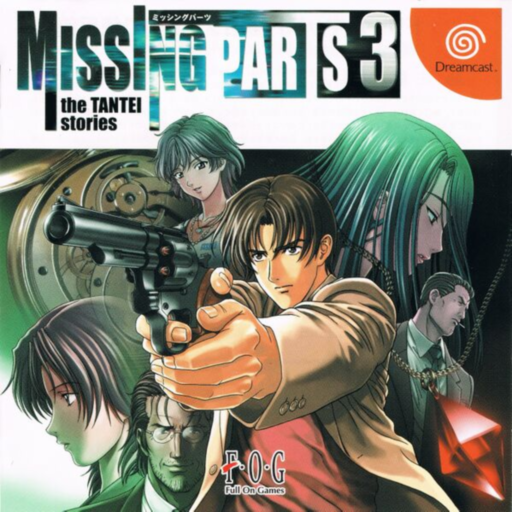 ミッシングパーツ
MISSING PARTS 3
the TANTEI
stories
Dreamcast.
F·O·G
Full On Games